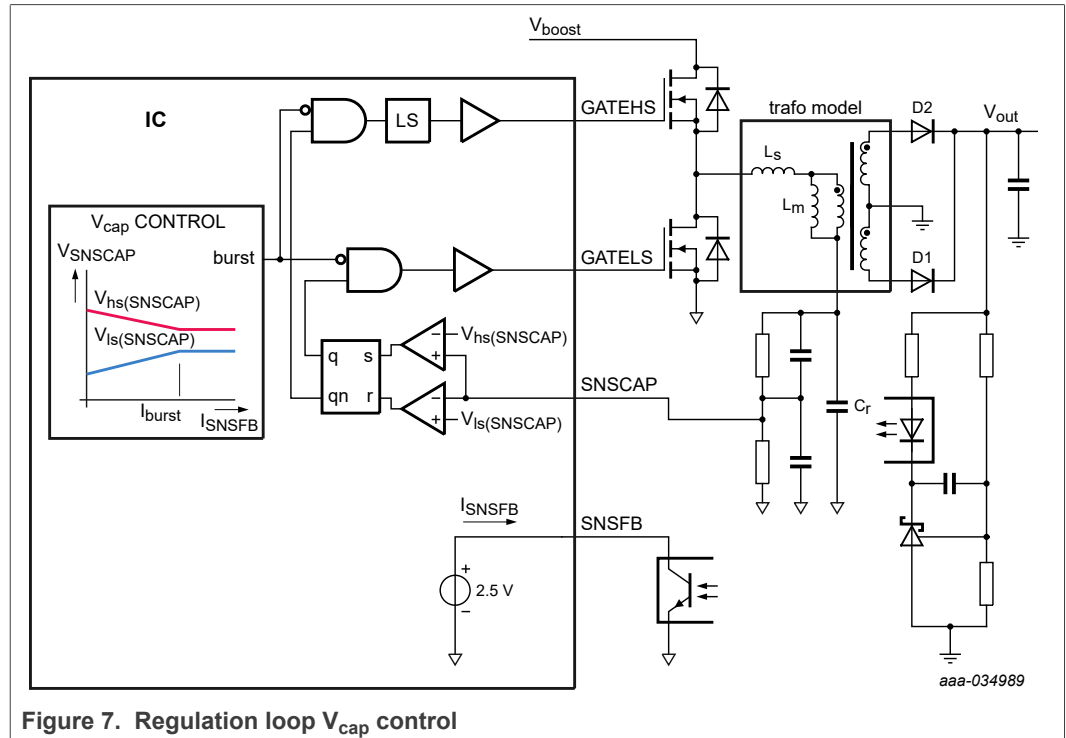 Vboost
IC
LS
GATEHS
trafo model
D2
Vout
Ls
Lm
Vcap CONTROL
VSNSCAP
burst
Vhs(SNSCAP)
Vls(SNSCAP)
Iburst
ISNSFB
GATELS
D1
q s
qn r
− Vhs(SNSCAP)
+
−
+ Vls(SNSCAP)
SNSCAP
Cr
ISNSFB
SNSFB
+
2.5 V
−
aaa-034989
Figure 7. Regulation loop Vcap control